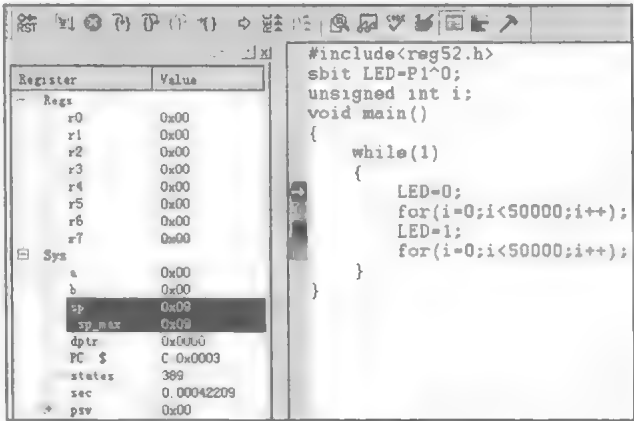 RST
Register Value
Regs
r0 0x00
r1 0x00
r2 0x00
r3 0x00
r4 0x00
r5 0x00
r6 0x00
r7 0x00
Sys
a 0x00
b 0x00
sp 0x09
sp_max 0x09
dptr 0x0000
PC $ C:0x0003
states 389
sec 0.00042209
psw 0x00
#include<reg52.h>
sbit LED=P1^0;
unsigned int i;
void main()
{
while(1)
{
LED=0;
for(i=0;i<50000;i++);
LED=1;
for(i=0;i<50000;i++);
}
}